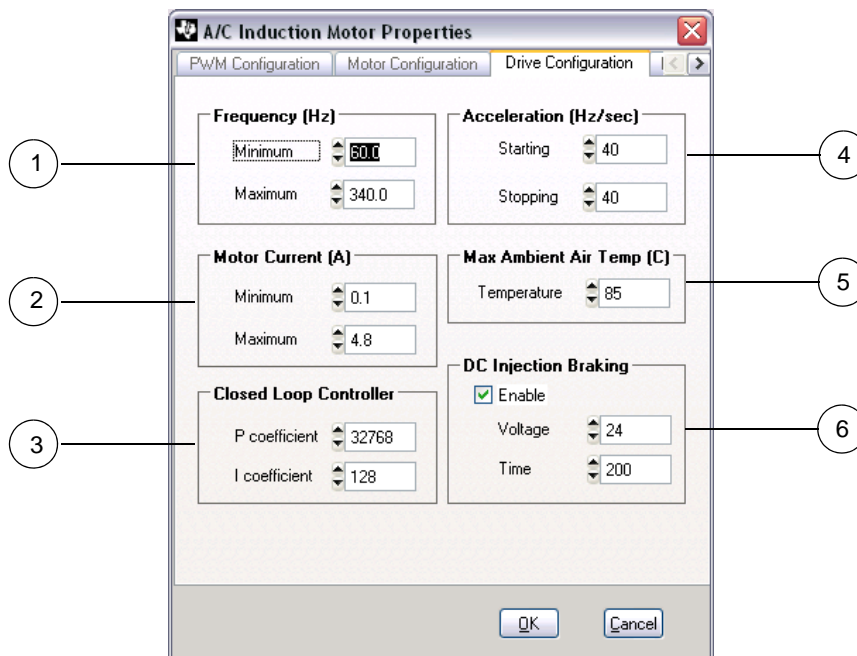 A/C Induction Motor Properties
PWM Configuration
Motor Configuration
Drive Configuration
Frequency (Hz)
Minimum 60.0
Maximum 340.0
Acceleration (Hz/sec)
Starting 40
Stopping 40
Motor Current (A)
Minimum 0.1
Maximum 4.8
Max Ambient Air Temp (C)
Temperature 85
Closed Loop Controller
P coefficient 32768
I coefficient 128
DC Injection Braking
Enable
Voltage 24
Time 200
OK
Cancel
1
2
3
4
5
6